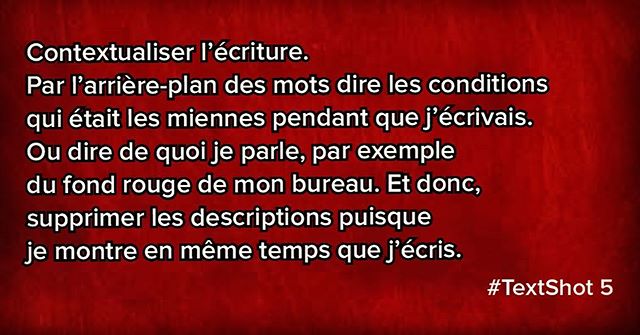 Contextualiser l’écriture.
Par l’arrière-plan des mots dire les conditions
qui était les miennes pendant que j’écrivais.
Ou dire de quoi je parle, par exemple
du fond rouge de mon bureau. Et donc,
supprimer les descriptions puisque
je montre en même temps que j’écris.
#TextShot 5